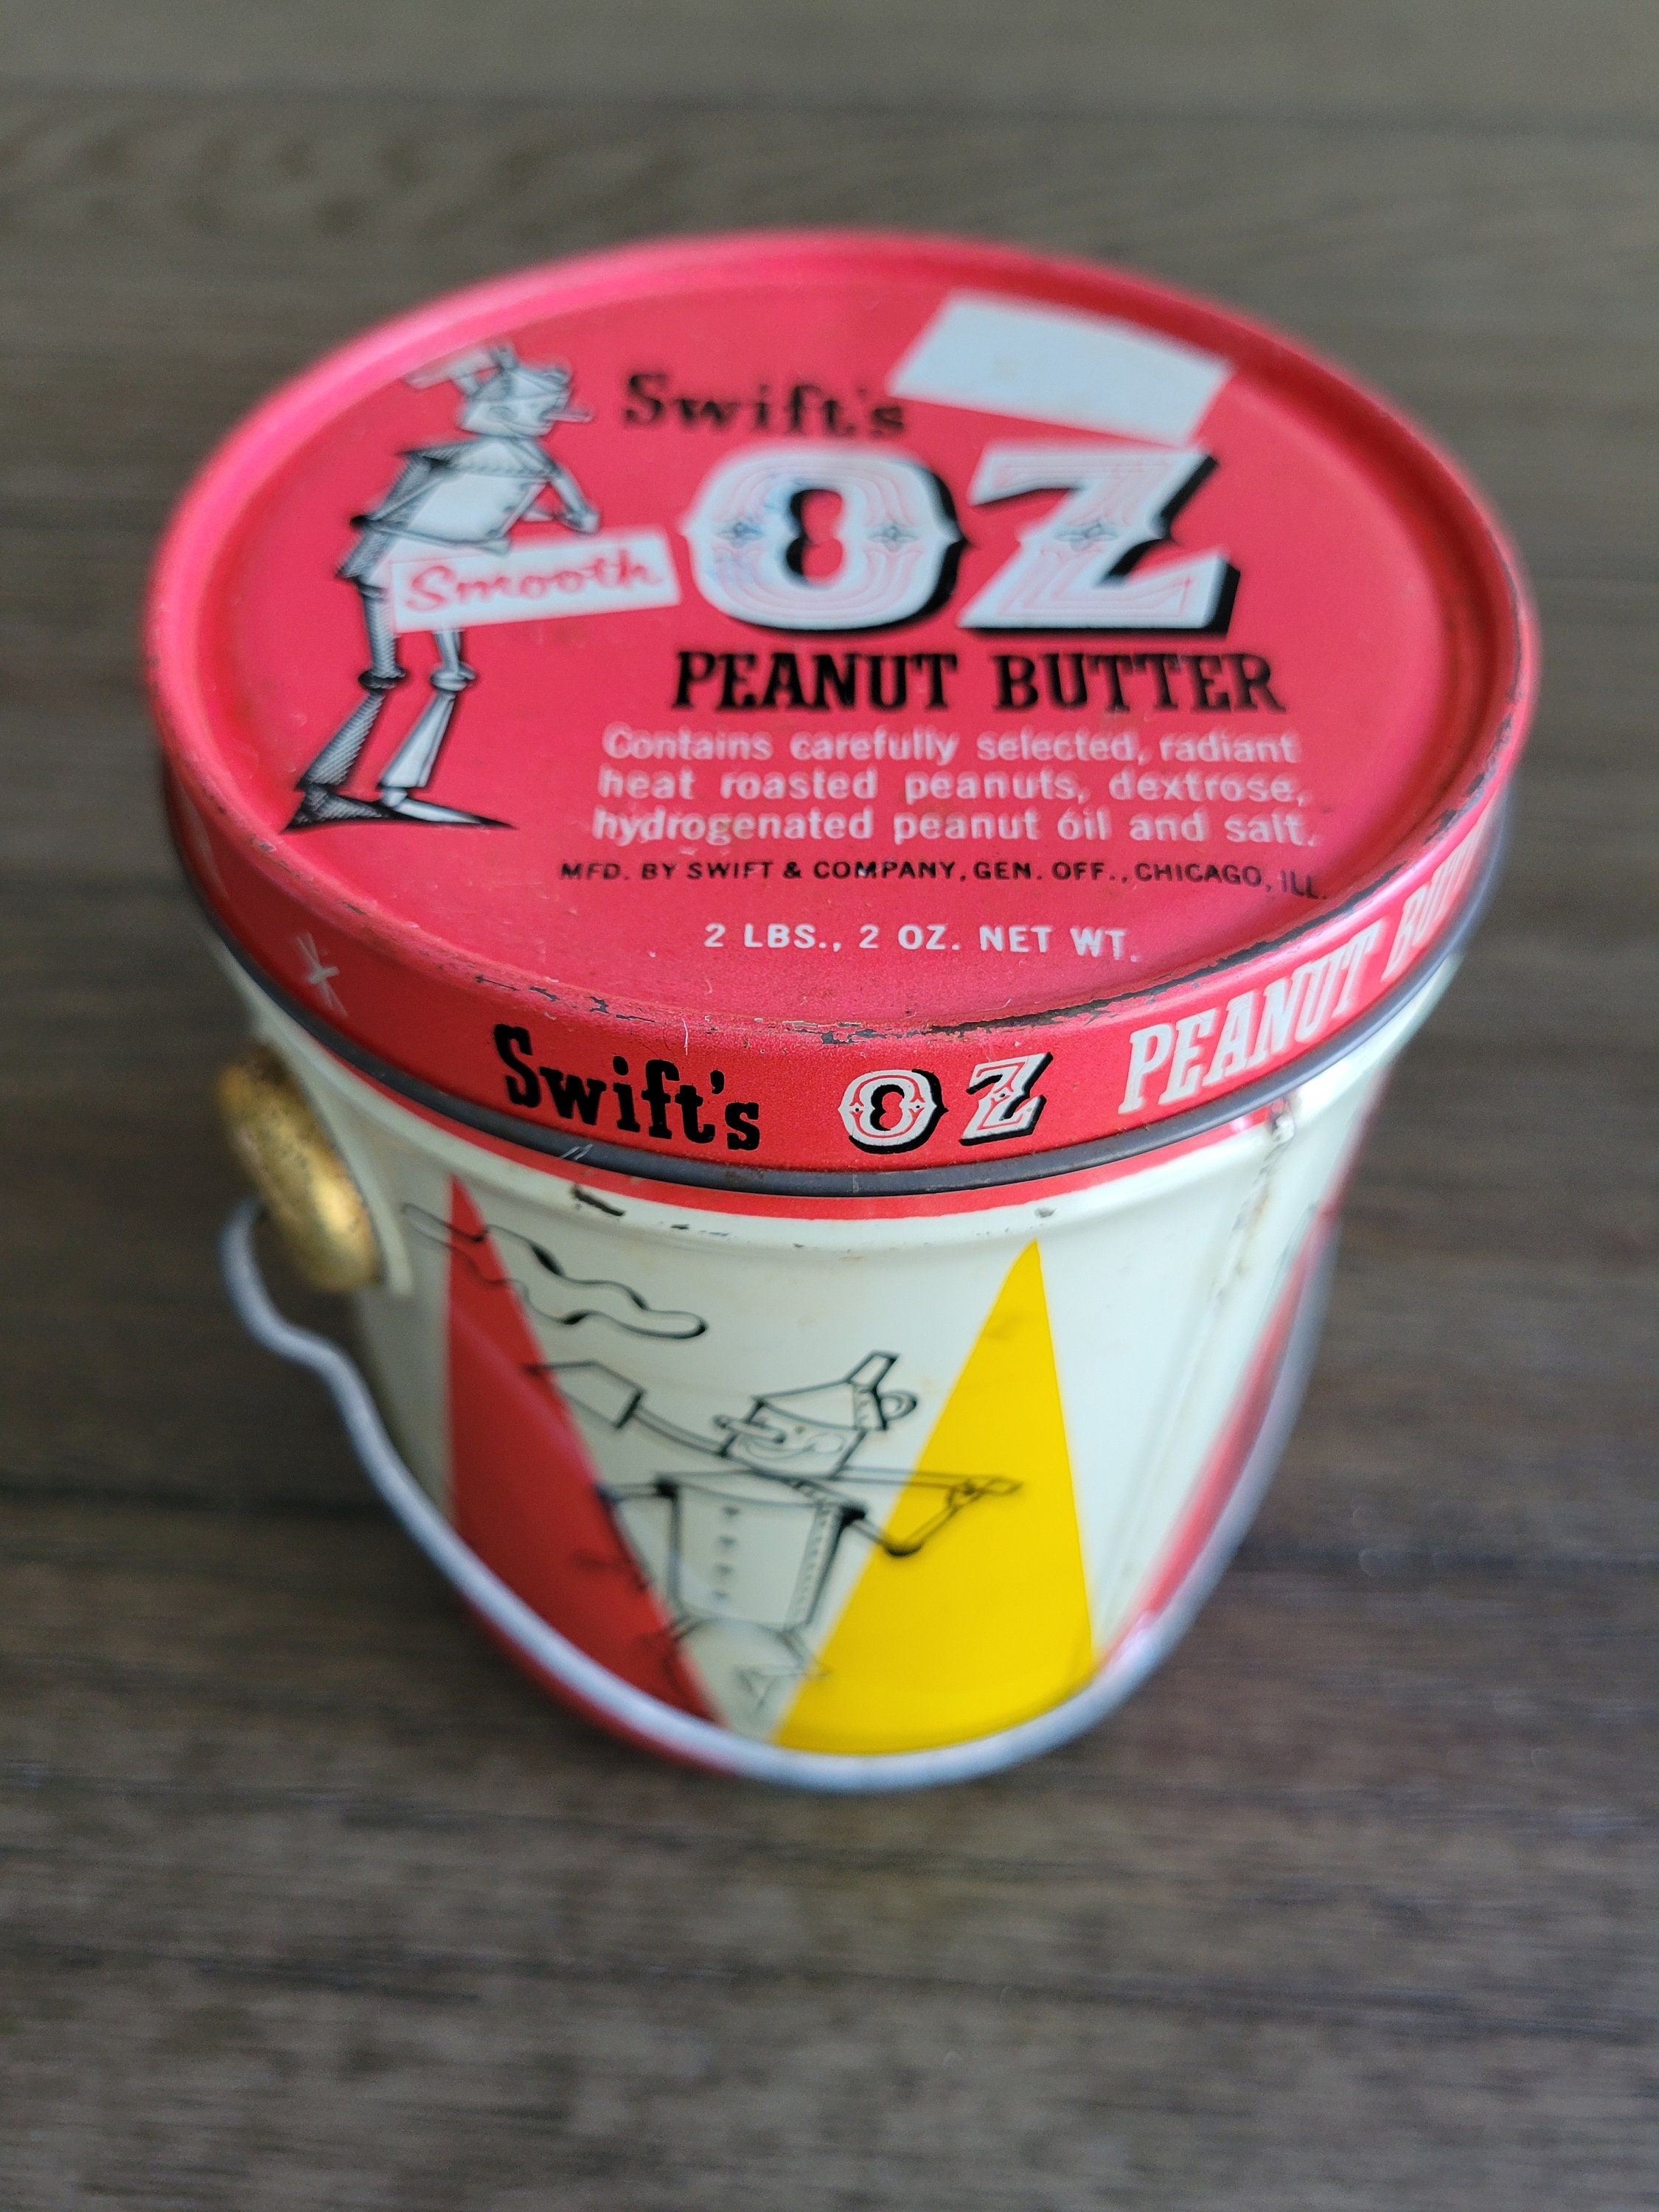 Swift's
OZ
Smooth
PEANUT BUTTER
Contains carefully selected, radiant
heat roasted peanuts, dextrose,
hydrogenated peanut oil and salt.
MFD. BY SWIFT & COMPANY, GEN. OFF., CHICAGO, ILL.
2 LBS., 2 OZ. NET WT.
Swift's OZ PEANUT BUT